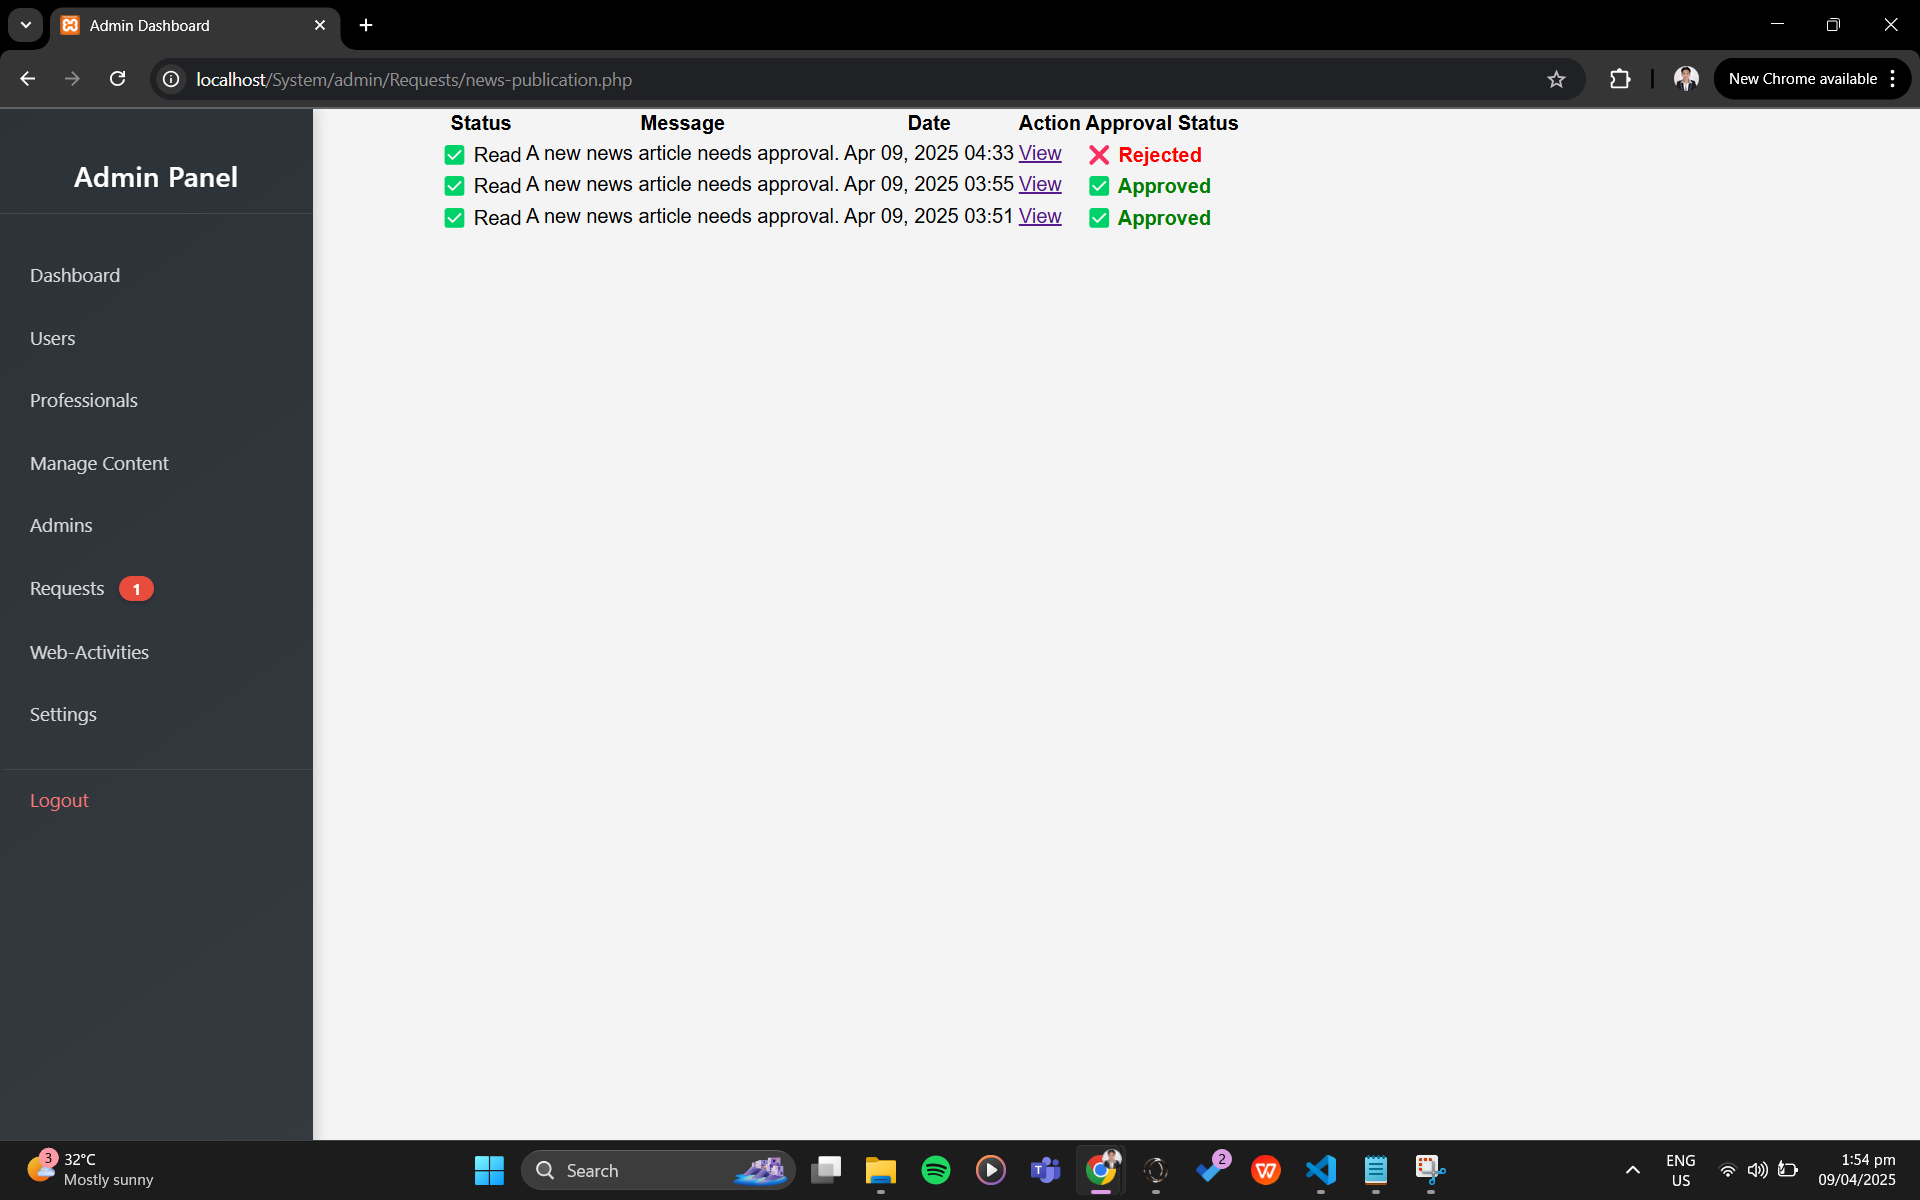 Admin Dashboard
localhost/System/admin/Requests/news-publication.php
New Chrome available
Admin Panel
Dashboard
Users
Professionals
Manage Content
Admins
Requests 1
Web-Activities
Settings
Logout
Status Message Date Action Approval Status
Read A new news article needs approval. Apr 09, 2025 04:33 View Rejected
Read A new news article needs approval. Apr 09, 2025 03:55 View Approved
Read A new news article needs approval. Apr 09, 2025 03:51 View Approved
3
32°C
Mostly sunny
Search
2
ENG
US
1:54 pm
09/04/2025